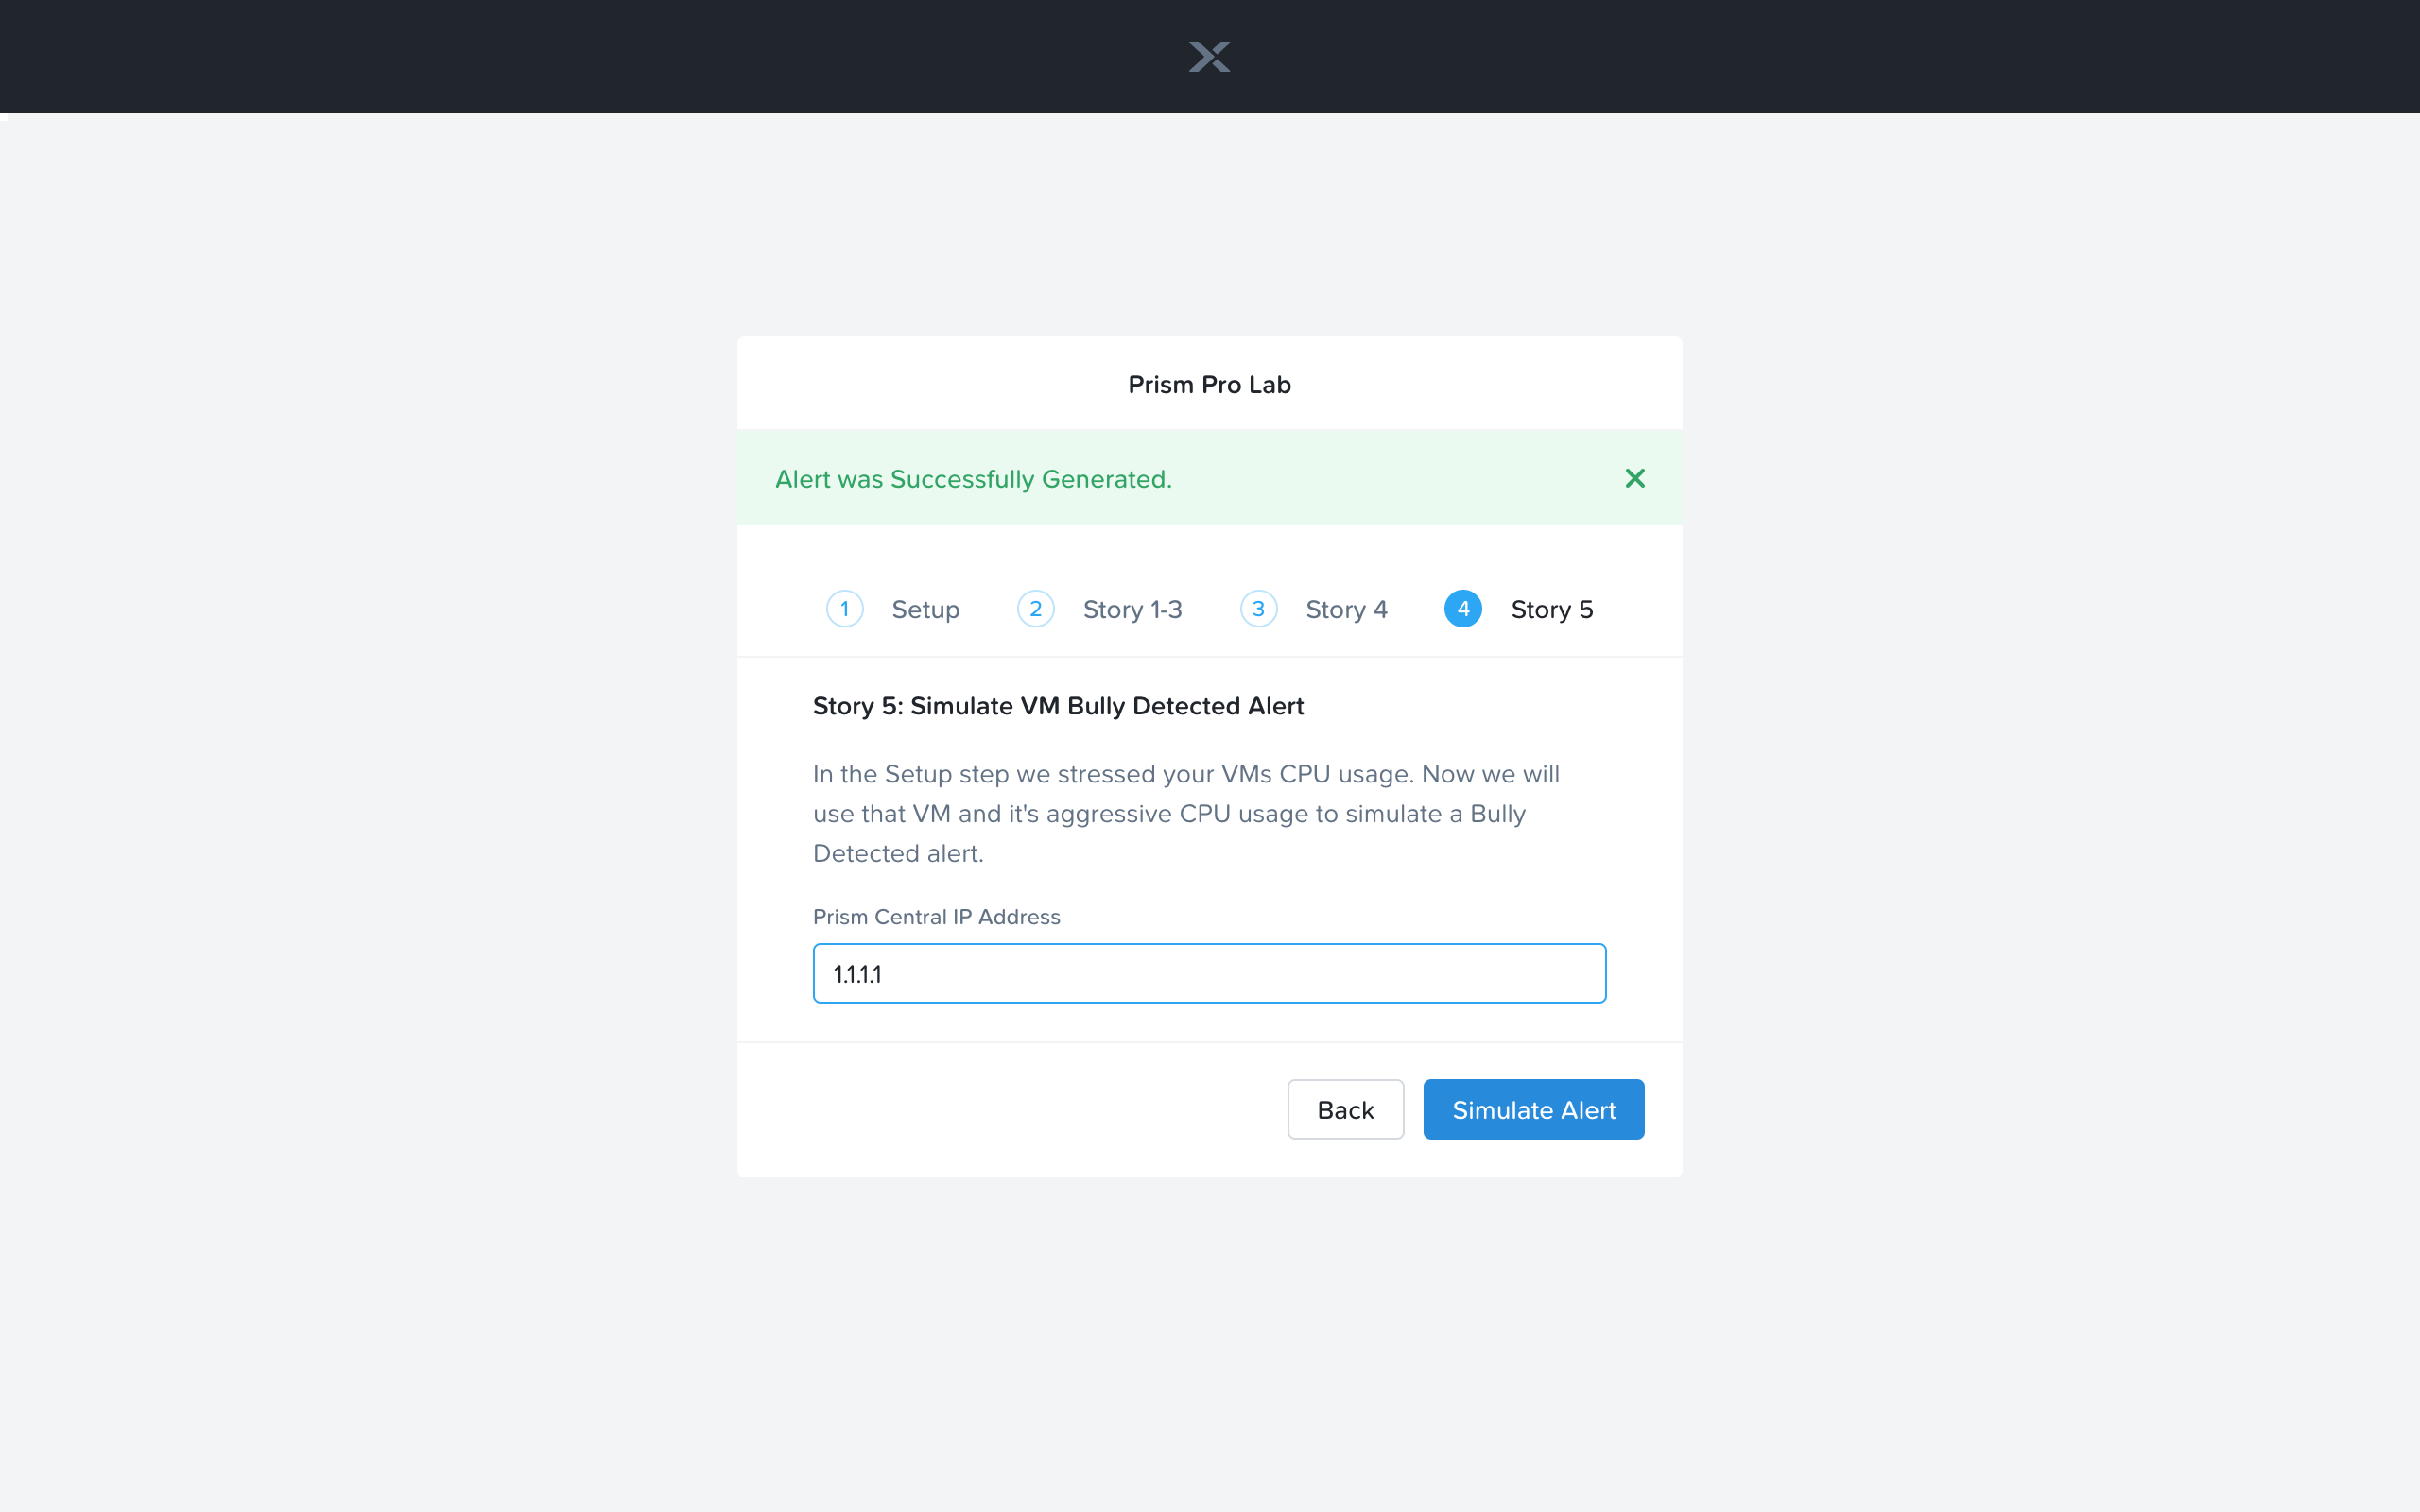 Prism Pro Lab
Alert was Successfully Generated.
1 Setup 2 Story 1-3 3 Story 4 4 Story 5
Story 5: Simulate VM Bully Detected Alert
In the Setup step we stressed your VMs CPU usage. Now we will
use that VM and it's aggressive CPU usage to simulate a Bully
Detected alert.
Prism Central IP Address
1.1.1.1
Back Simulate Alert